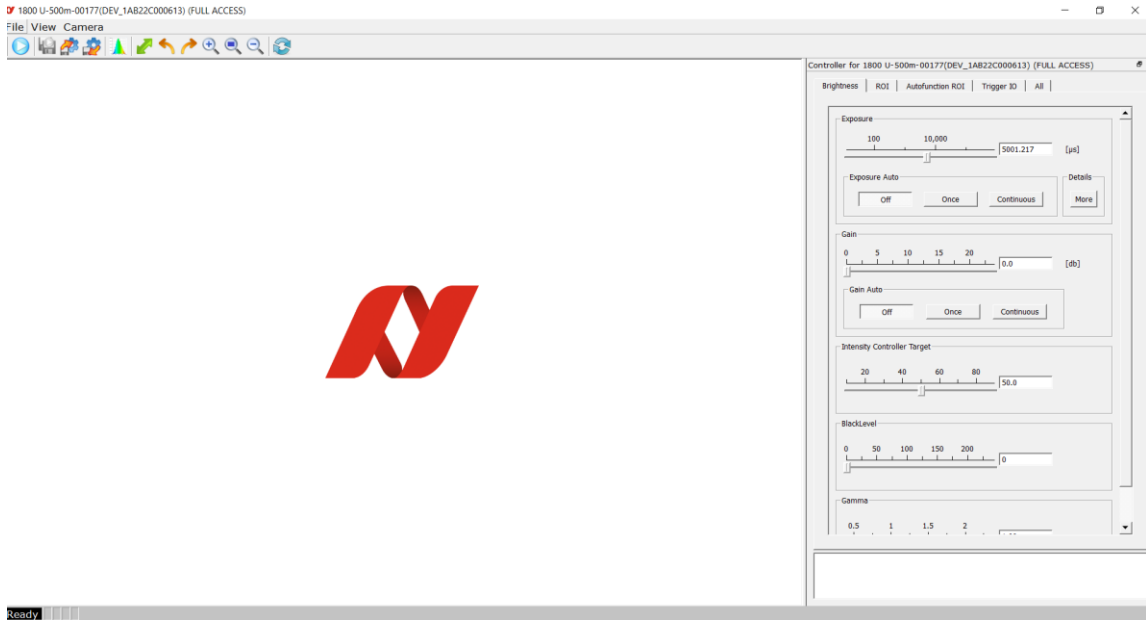 1800 U-500m-00177(DEV_1AB22C000613) (FULL ACCESS)
File View Camera
Controller for 1800 U-500m-00177(DEV_1AB22C000613) (FULL ACCESS)
Brightness ROI Autofunction ROI Trigger IO All
Exposure
100 10,000
5001.217 [µs]
Exposure Auto Details
Off Once Continuous More
Gain
0 5 10 15 20
0.0 [db]
Gain Auto
Off Once Continuous
Intensity Controller Target
20 40 60 80
50.0
BlackLevel
0 50 100 150 200
0
Gamma
0.5 1 1.5 2
Ready